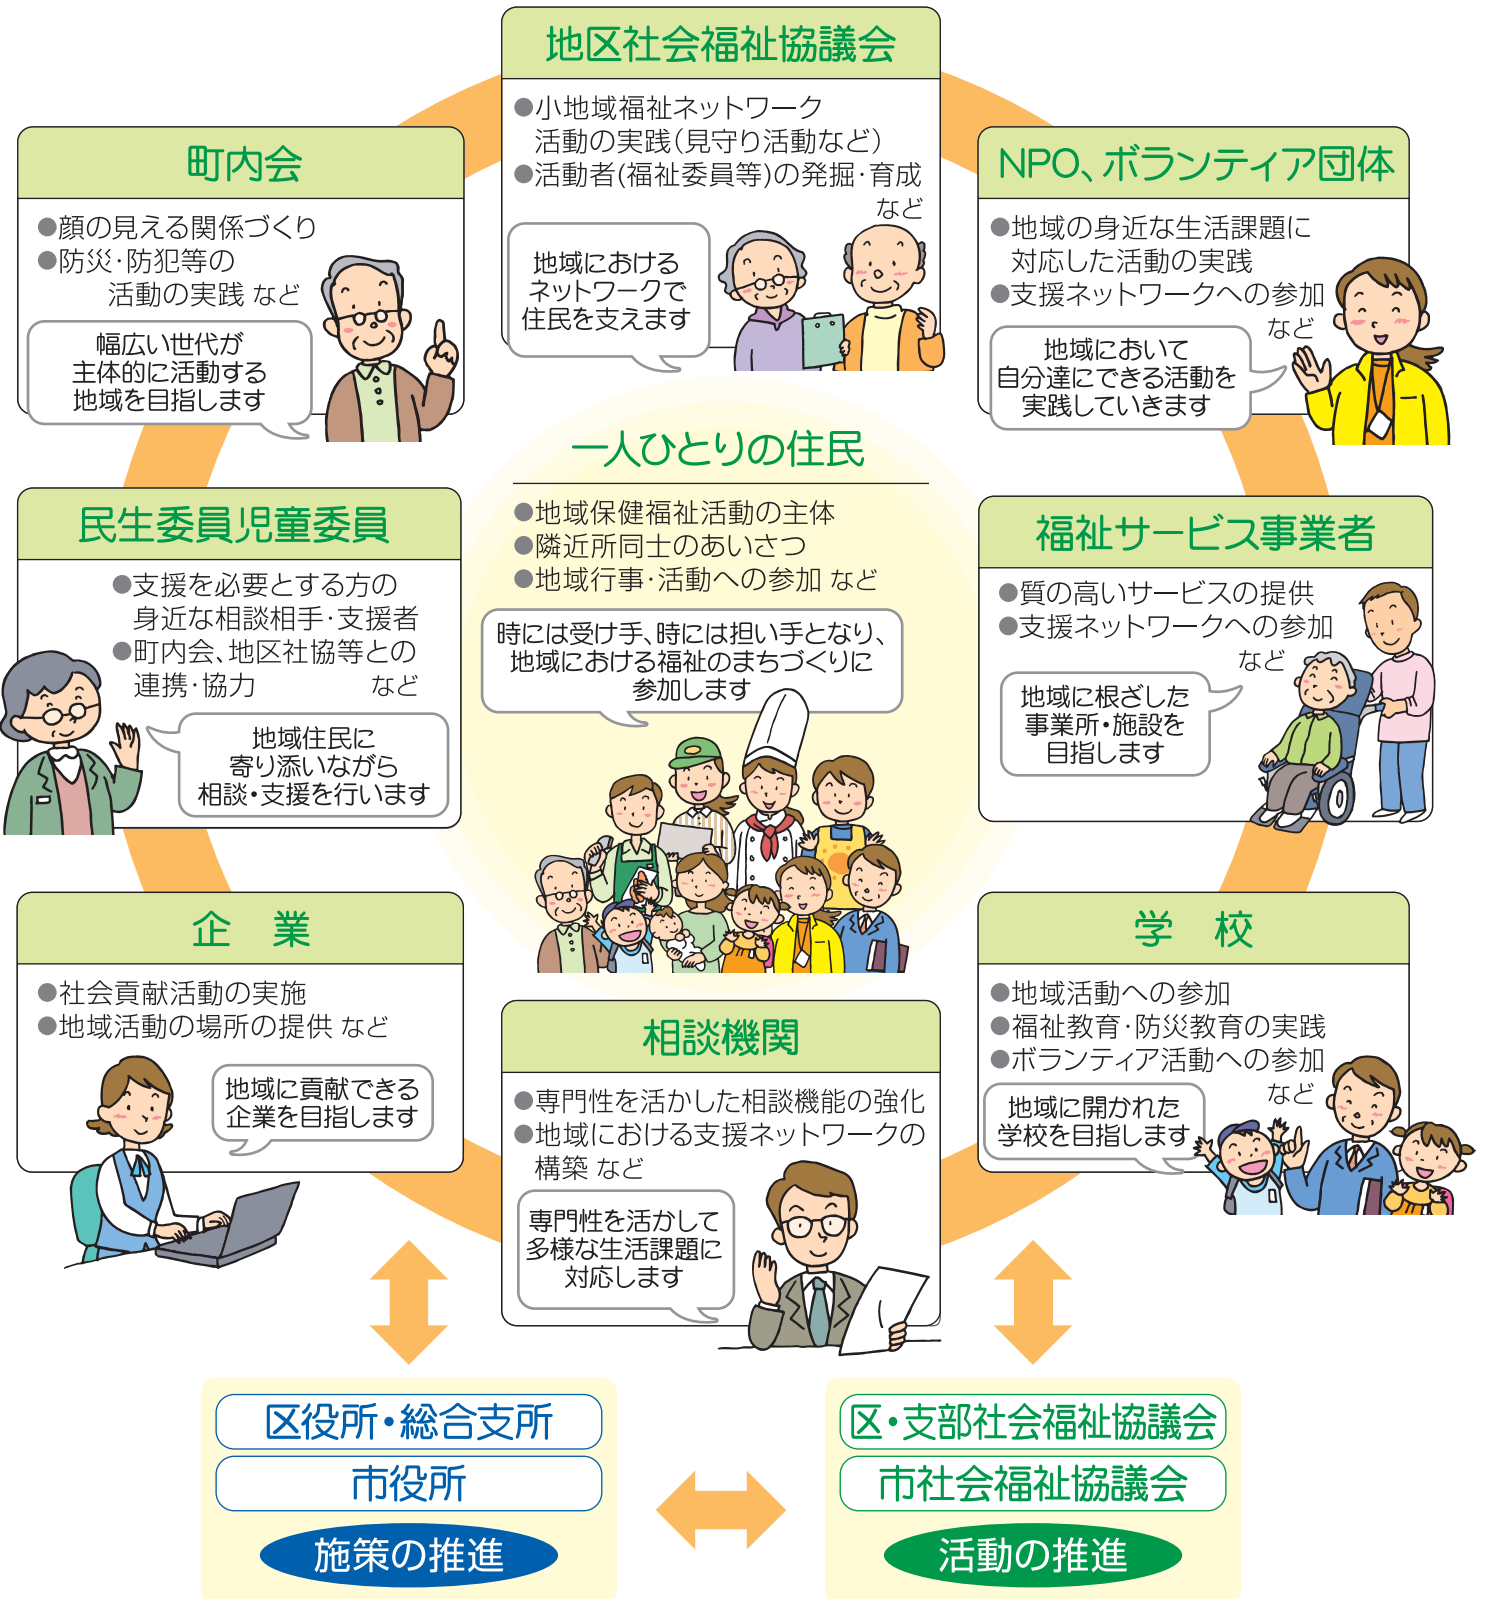 地区社会福祉協議会
●小地域福祉ネットワーク
活動の実践(見守り活動など)
●活動者(福祉委員等)の発掘・育成
など
地域における
ネットワークで
住民を支えます
町内会
●顔の見える関係づくり
●防災・防犯等の
活動の実践 など
幅広い世代が
主体的に活動する
地域を目指します
NPO、ボランティア団体
●地域の身近な生活課題に
対応した活動の実践
●支援ネットワークへの参加
など
地域において
自分達にできる活動を
実践していきます
一人ひとりの住民
●地域保健福祉活動の主体
●隣近所同士のあいさつ
●地域行事・活動への参加 など
時には受け手、時には担い手となり、
地域における福祉のまちづくりに
参加します
民生委員児童委員
●支援を必要とする方の
身近な相談相手・支援者
●町内会、地区社協等との
連携・協力 など
地域住民に
寄り添いながら
相談・支援を行います
福祉サービス事業者
●質の高いサービスの提供
●支援ネットワークへの参加
など
地域に根ざした
事業所・施設を
目指します
企 業
●社会貢献活動の実施
●地域活動の場所の提供 など
地域に貢献できる
企業を目指します
相談機関
●専門性を活かした相談機能の強化
●地域における支援ネットワークの
構築 など
専門性を活かして
多様な生活課題に
対応します
学 校
●地域活動への参加
●福祉教育・防災教育の実践
●ボランティア活動への参加
など
地域に開かれた
学校を目指します
区役所・総合支所
市役所
施策の推進
区・支部社会福祉協議会
市社会福祉協議会
活動の推進